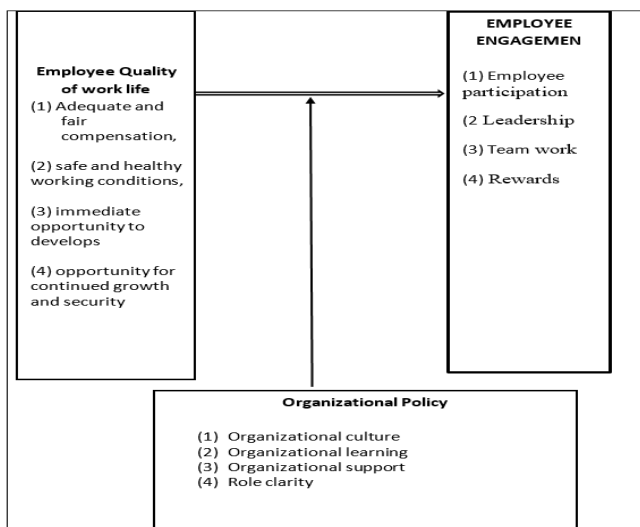 Employee Quality
of work life
(1) Adequate and
fair
compensation,
(2) safe and healthy
working conditions,
(3) immediate
opportunity to
develops
(4) opportunity for
continued growth
and security
EMPLOYEE
ENGAGEMEN
(1) Employee
participation
(2 Leadership
(3) Team work
(4) Rewards
Organizational Policy
(1) Organizational culture
(2) Organizational learning
(3) Organizational support
(4) Role clarity